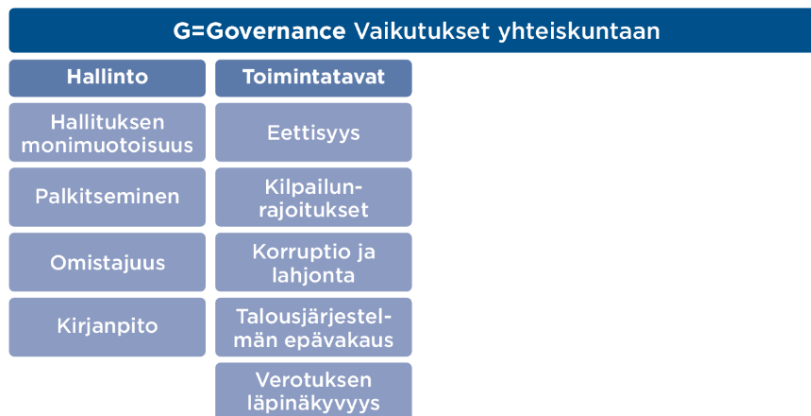 G=Governance Vaikutukset yhteiskuntaan
Hallinto
Hallituksen
monimuotoisuus
Palkitseminen
Omistajuus
Kirjanpito
Toimintatavat
Eettisyys
Kilpailun-
rajoitukset
Korruptio ja
lahjonta
Talousjärjestel-
män epävakaus
Verotuksen
läpinäkyvyys